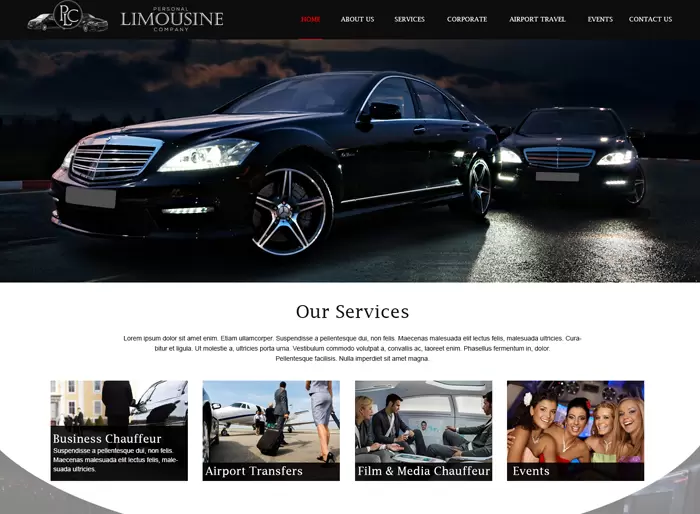 PLC
PERSONAL
LIMOUSINE
COMPANY
HOME
ABOUT US
SERVICES
CORPORATE
AIRPORT TRAVEL
EVENTS
CONTACT US
Our Services
Lorem ipsum dolor sit amet enim. Etiam ullamcorper. Suspendisse a pellentesque dui, non felis. Maecenas malesuada elit lectus felis, malesuada ultricies. Cura-
bitur et ligula. Ut molestie a, ultricies porta urna. Vestibulum commodo volutpat a, convallis ac, laoreet enim. Phasellus fermentum in, dolor.
Pellentesque facilisis. Nulla imperdiet sit amet magna.
Business Chauffeur
Suspendisse a pellentesque dui, non felis.
Maecenas malesuada elit lectus felis, male-
suada ultricies.
Airport Transfers
Film & Media Chauffeur
Events